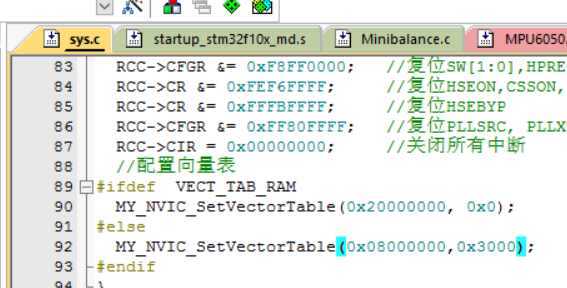 sys.c startup_stm32f10x_md.s Minibalance.c MPU6050.
83 RCC->CFGR &= 0xF8FF0000; //复位SW[1:0],HPRE
84 RCC->CR &= 0xFEF6FFFF; //复位HSEON,CSSON,
85 RCC->CR &= 0xFFFBFFFF; //复位HSEBYP
86 RCC->CFGR &= 0xFF80FFFF; //复位PLLSRC, PLLX
87 RCC->CIR = 0x00000000; //关闭所有中断
88 //配置向量表
89 #ifdef VECT_TAB_RAM
90 MY_NVIC_SetVectorTable(0x20000000, 0x0);
91 #else
92 MY_NVIC_SetVectorTable(0x08000000,0x3000);
93 #endif
94 }